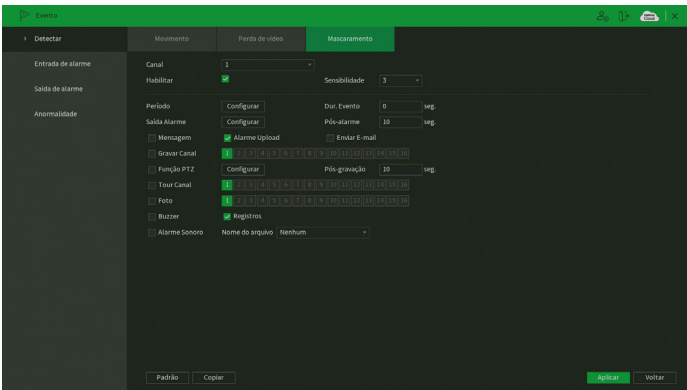 Evento
Detectar
Movimento Perda de vídeo Mascaramento
Entrada de alarme
Saída de alarme
Anormalidade
Canal 1
Habilitar Sensibilidade 3
Período Configurar Dur. Evento 0 seg.
Saída Alarme Configurar Pós-alarme 10 seg.
Mensagem Alarme Upload Enviar E-mail
Gravar Canal 1 2 3 4 5 6 7 8 9 10 11 12 13 14 15 16
Função PTZ Configurar Pós-gravação 10 seg.
Tour Canal 1 2 3 4 5 6 7 8 9 10 11 12 13 14 15 16
Foto 1 2 3 4 5 6 7 8 9 10 11 12 13 14 15 16
Buzzer Registros
Alarme Sonoro Nome do arquivo Nenhum
Padrão Copiar Aplicar Voltar